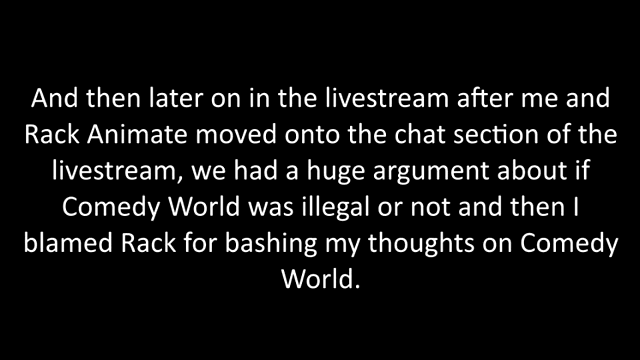 And then later on in the livestream after me and
Rack Animate moved onto the chat section of the
livestream, we had a huge argument about if
Comedy World was illegal or not and then I
blamed Rack for bashing my thoughts on Comedy
World.